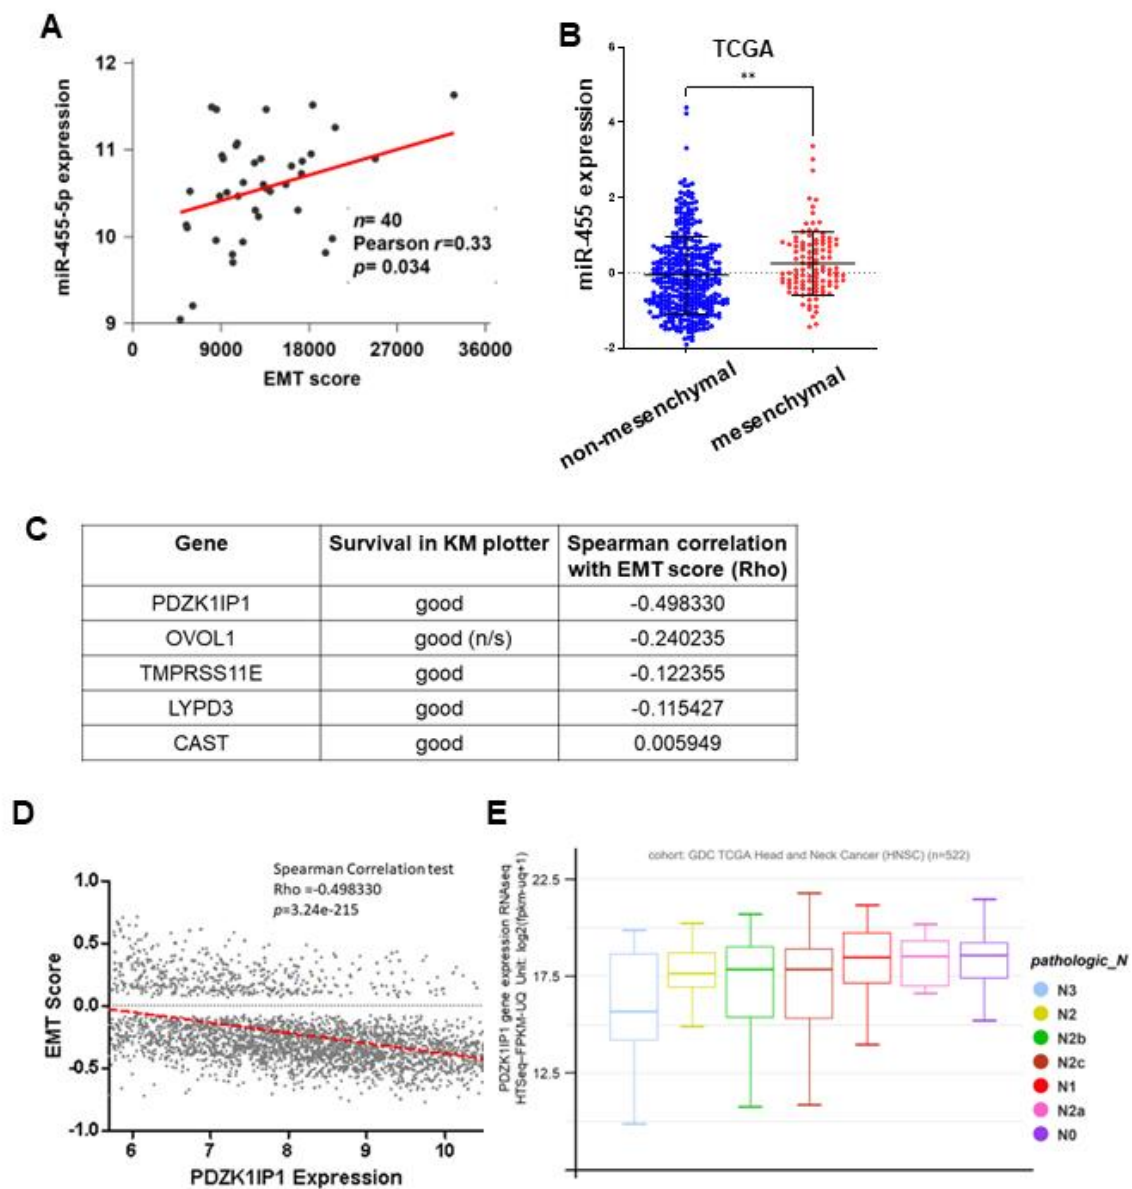 A
miR-455-5p expression
12
11
10
9
n= 40
Pearson r=0.33
p= 0.034
0 9000 18000 27000 36000
EMT score
B
TCGA
**
miR-455 expression
6
4
2
0
-2
non-mesenchymal
mesenchymal
C
Gene Survival in KM plotter Spearman correlation
with EMT score (Rho)
PDZK1IP1 good -0.498330
OVOL1 good (n/s) -0.240235
TMPRSS11E good -0.122355
LYPD3 good -0.115427
CAST good 0.005949
D
Spearman Correlation test
Rho =-0.498330
p=3.24e-215
EMT Score
1.0
0.5
0.0
-0.5
-1.0
6 7 8 9 10
PDZK1IP1 Expression
E
cohort: GDC TCGA Head and Neck Cancer (HNSC) (n=522)
PDZK1IP1 gene expression RNAseq
HTSeq–FPKM-UQ Unit: log2(fpkm-uq+1)
22.5
17.5
12.5
pathologic_N
N3
N2
N2b
N2c
N1
N2a
N0